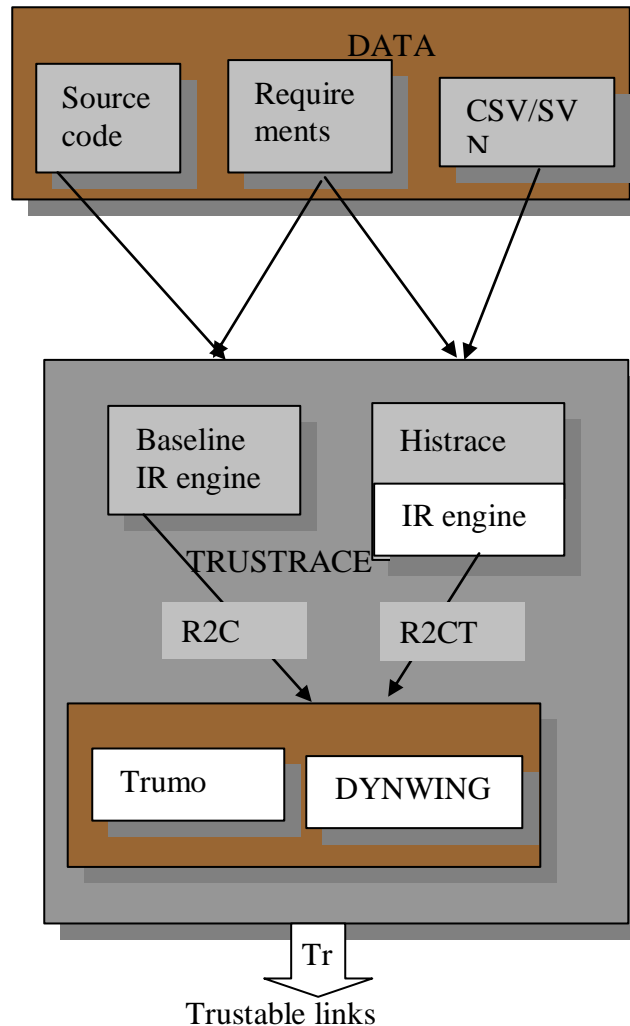 DATA
Source
code
Require
ments
CSV/SV
N
Baseline
IR engine
Histrace
IR engine
TRUSTRACE
R2C
R2CT
Trumo
DYNWING
Tr
Trustable links